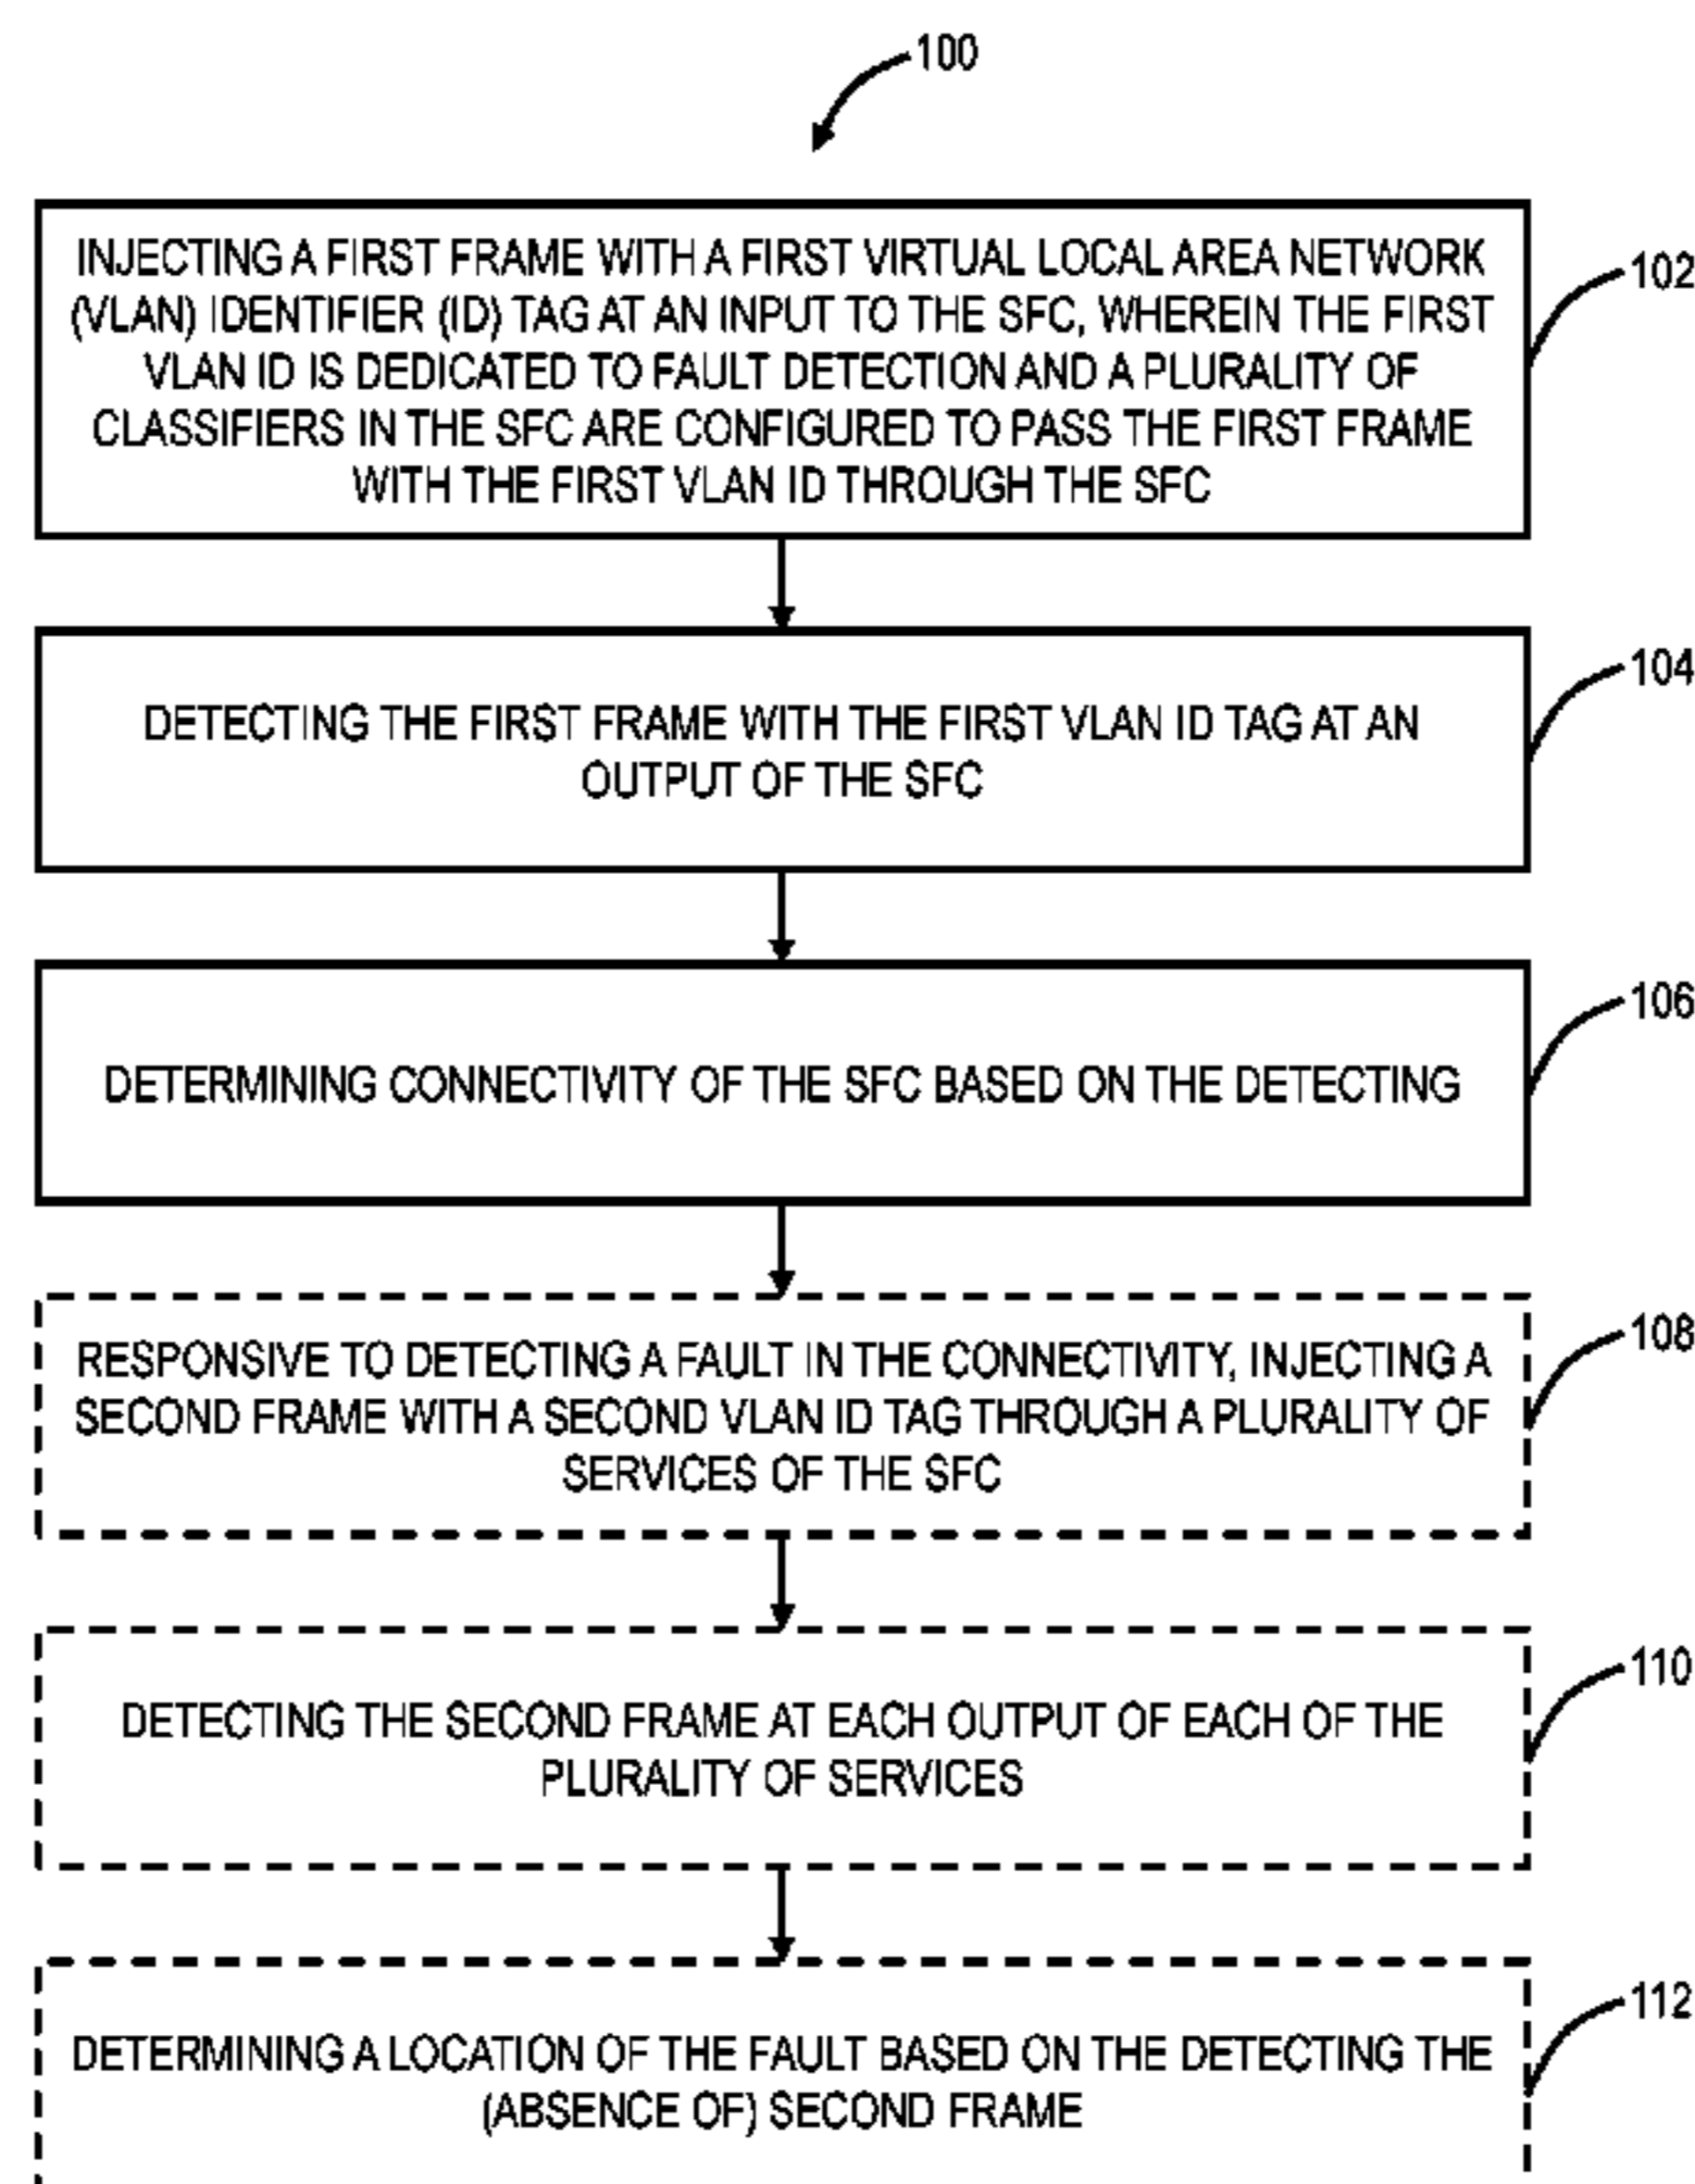 100
INJECTING A FIRST FRAME WITH A FIRST VIRTUAL LOCAL AREA NETWORK
(VLAN) IDENTIFIER (ID) TAG AT AN INPUT TO THE SFC, WHEREIN THE FIRST
VLAN ID IS DEDICATED TO FAULT DETECTION AND A PLURALITY OF
CLASSIFIERS IN THE SFC ARE CONFIGURED TO PASS THE FIRST FRAME
WITH THE FIRST VLAN ID THROUGH THE SFC
102
DETECTING THE FIRST FRAME WITH THE FIRST VLAN ID TAG AT AN
OUTPUT OF THE SFC
104
DETERMINING CONNECTIVITY OF THE SFC BASED ON THE DETECTING
106
RESPONSIVE TO DETECTING A FAULT IN THE CONNECTIVITY, INJECTING A
SECOND FRAME WITH A SECOND VLAN ID TAG THROUGH A PLURALITY OF
SERVICES OF THE SFC
108
DETECTING THE SECOND FRAME AT EACH OUTPUT OF EACH OF THE
PLURALITY OF SERVICES
110
DETERMINING A LOCATION OF THE FAULT BASED ON THE DETECTING THE
(ABSENCE OF) SECOND FRAME
112